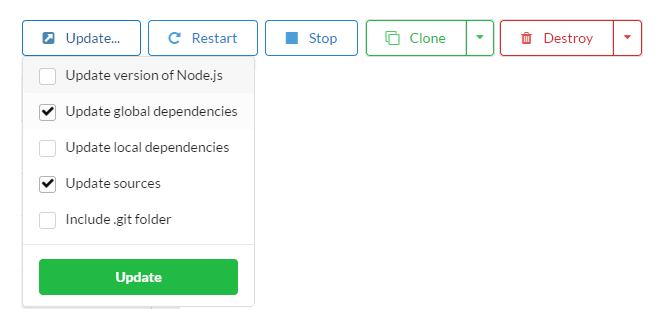 Update... Restart Stop Clone Destroy
Update version of Node.js
Update global dependencies
Update local dependencies
Update sources
Include .git folder
Update